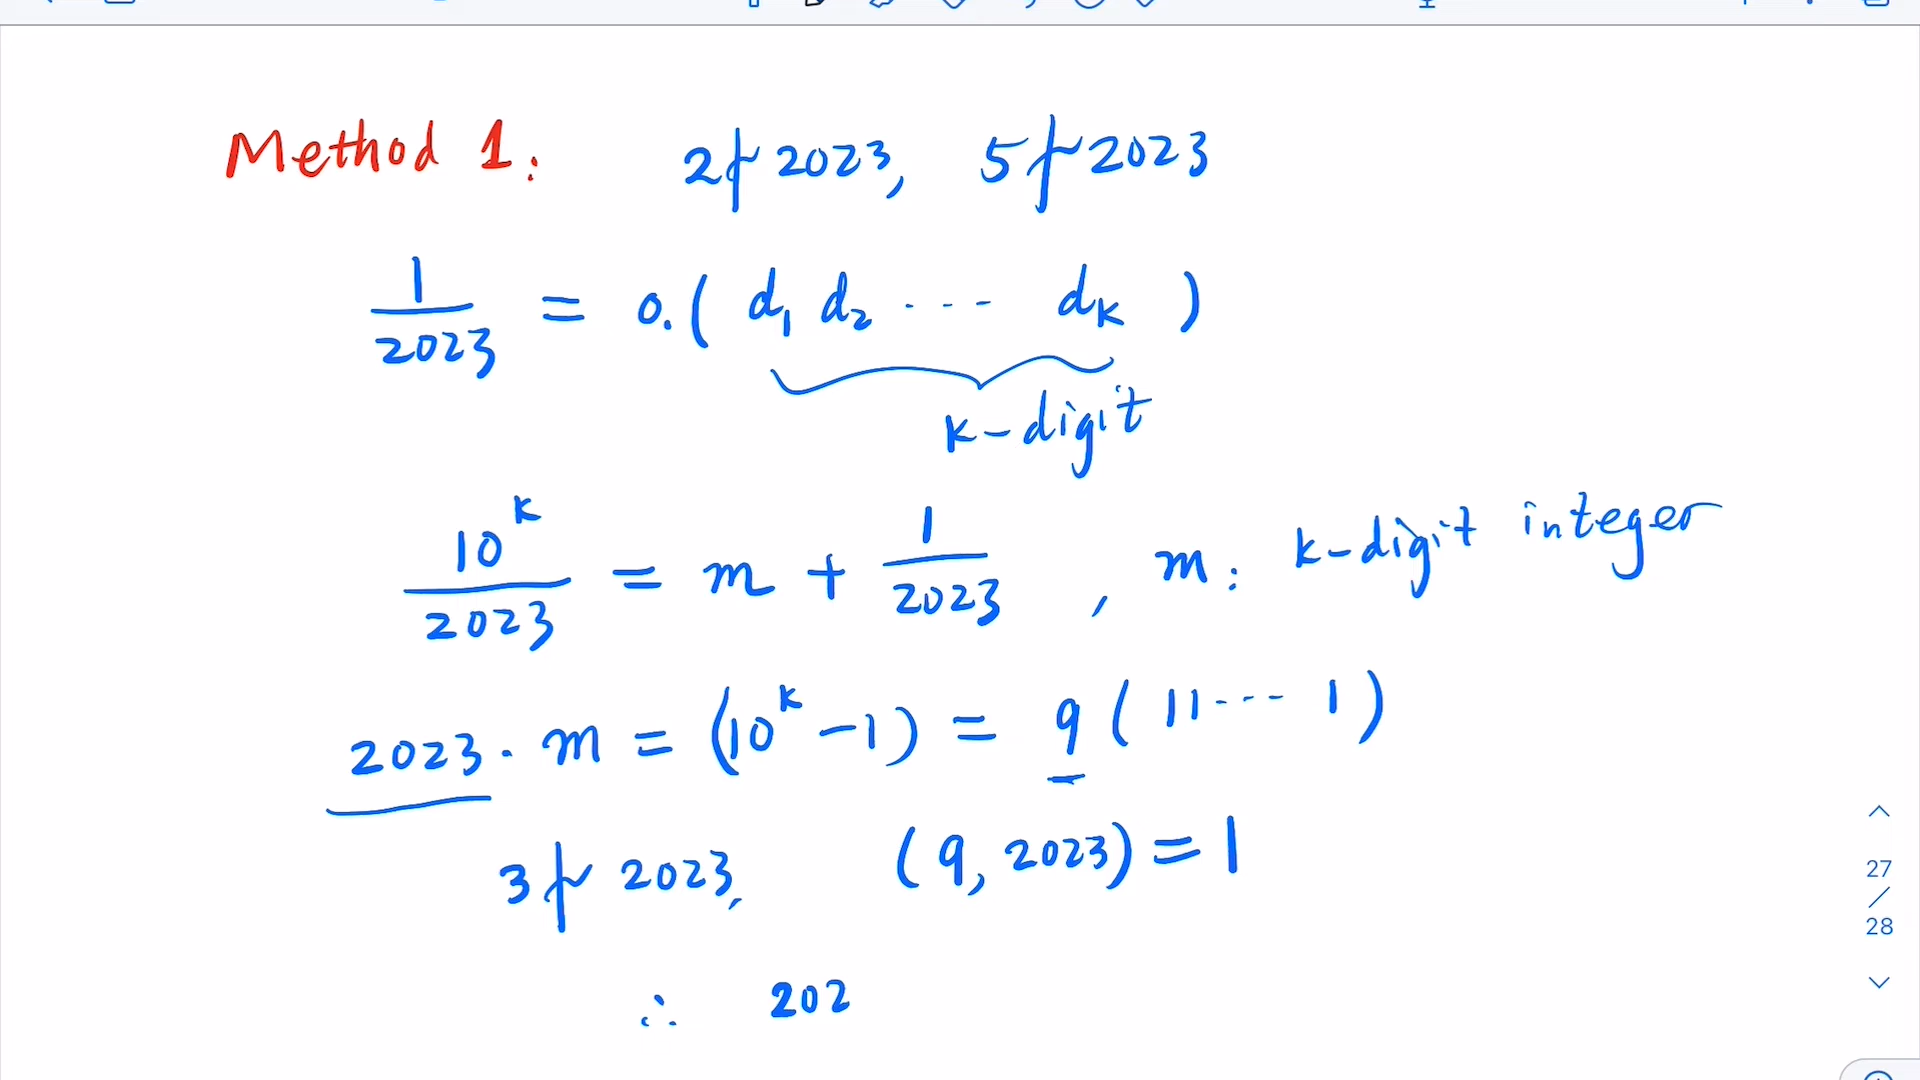 Method 1: 2∤2023, 5∤2023
1/2023 = 0.( d₁ d₂ ··· dₖ )
k-digit
10^k/2023 = m + 1/2023 , m: k-digit integer
2023 · m = (10^k − 1) = 9 ( 11··· 1 )
3∤2023, (9, 2023) = 1
∴ 202
27
/
28